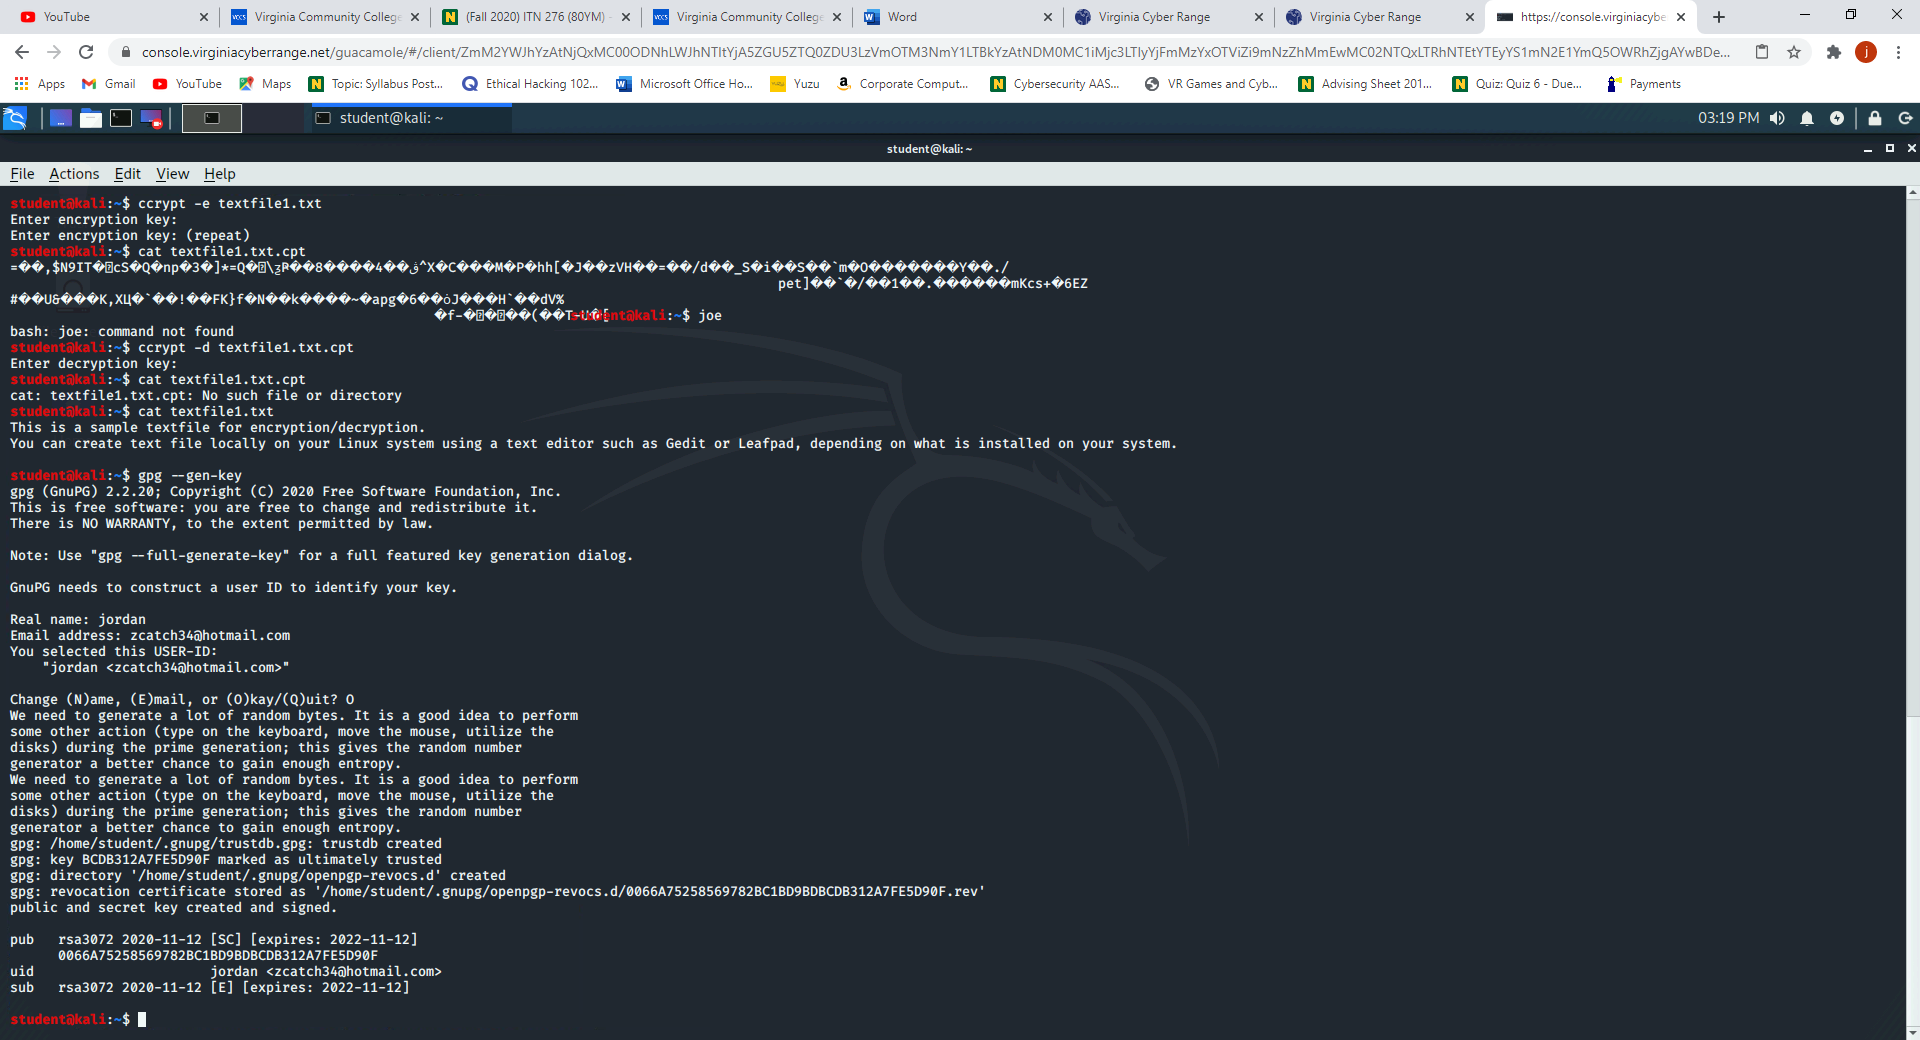 YouTube
Virginia Community College
(Fall 2020) ITN 276 (80YM) -
Virginia Community College
Word
Virginia Cyber Range
Virginia Cyber Range
https://console.virginiacybe
console.virginiacyberrange.net/guacamole/#/client/
Apps
Gmail
YouTube
Maps
Topic: Syllabus Post...
Ethical Hacking 102...
Microsoft Office Ho...
Yuzu
Corporate Comput...
Cybersecurity AAS...
VR Games and Cyb...
Advising Sheet 201...
Quiz: Quiz 6 - Due...
Payments
student@kali: ~
03:19 PM
student@kali: ~
File Actions Edit View Help
student@kali:~$ ccrypt -e textfile1.txt
Enter encryption key:
Enter encryption key: (repeat)
student@kali:~$ cat textfile1.txt.cpt
student@kali:~$ joe
bash: joe: command not found
student@kali:~$ ccrypt -d textfile1.txt.cpt
Enter decryption key:
student@kali:~$ cat textfile1.txt.cpt
cat: textfile1.txt.cpt: No such file or directory
student@kali:~$ cat textfile1.txt
This is a sample textfile for encryption/decryption.
You can create text file locally on your Linux system using a text editor such as Gedit or Leafpad, depending on what is installed on your system.
student@kali:~$ gpg --gen-key
gpg (GnuPG) 2.2.20; Copyright (C) 2020 Free Software Foundation, Inc.
This is free software: you are free to change and redistribute it.
There is NO WARRANTY, to the extent permitted by law.
Note: Use "gpg --full-generate-key" for a full featured key generation dialog.
GnuPG needs to construct a user ID to identify your key.
Real name: jordan
Email address: zcatch34@hotmail.com
You selected this USER-ID:
"jordan <zcatch34@hotmail.com>"
Change (N)ame, (E)mail, or (O)kay/(Q)uit? O
We need to generate a lot of random bytes. It is a good idea to perform
some other action (type on the keyboard, move the mouse, utilize the
disks) during the prime generation; this gives the random number
generator a better chance to gain enough entropy.
We need to generate a lot of random bytes. It is a good idea to perform
some other action (type on the keyboard, move the mouse, utilize the
disks) during the prime generation; this gives the random number
generator a better chance to gain enough entropy.
gpg: /home/student/.gnupg/trustdb.gpg: trustdb created
gpg: key BCDB312A7FE5D90F marked as ultimately trusted
gpg: directory '/home/student/.gnupg/openpgp-revocs.d' created
gpg: revocation certificate stored as '/home/student/.gnupg/openpgp-revocs.d/0066A75258569782BC1BD9BDBCDB312A7FE5D90F.rev'
public and secret key created and signed.
pub   rsa3072 2020-11-12 [SC] [expires: 2022-11-12]
0066A75258569782BC1BD9BDBCDB312A7FE5D90F
uid                      jordan <zcatch34@hotmail.com>
sub   rsa3072 2020-11-12 [E] [expires: 2022-11-12]
student@kali:~$